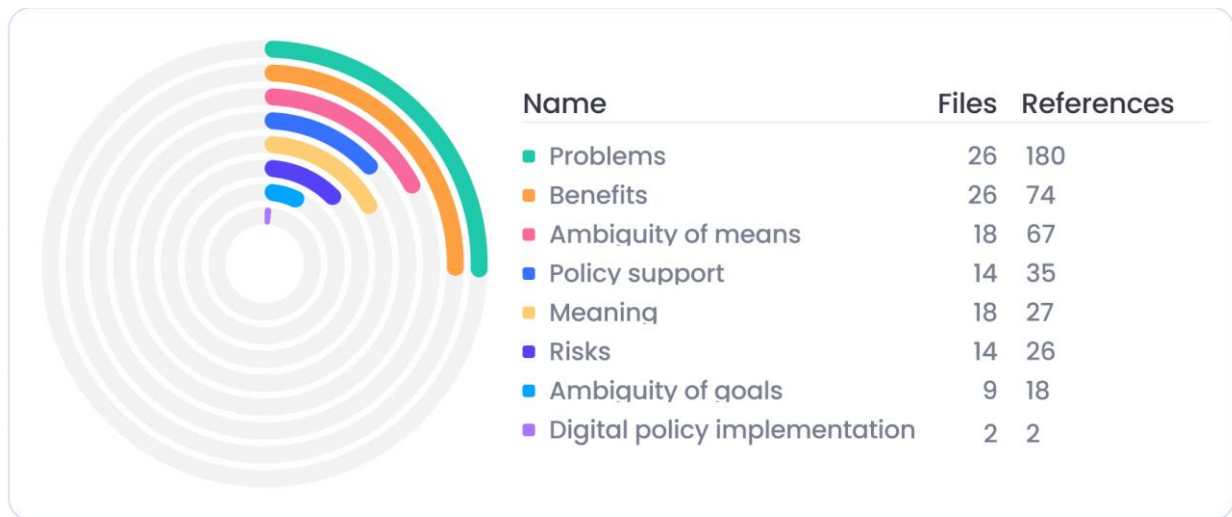 Name Files References
Problems 26 180
Benefits 26 74
Ambiguity of means 18 67
Policy support 14 35
Meaning 18 27
Risks 14 26
Ambiguity of goals 9 18
Digital policy implementation 2 2